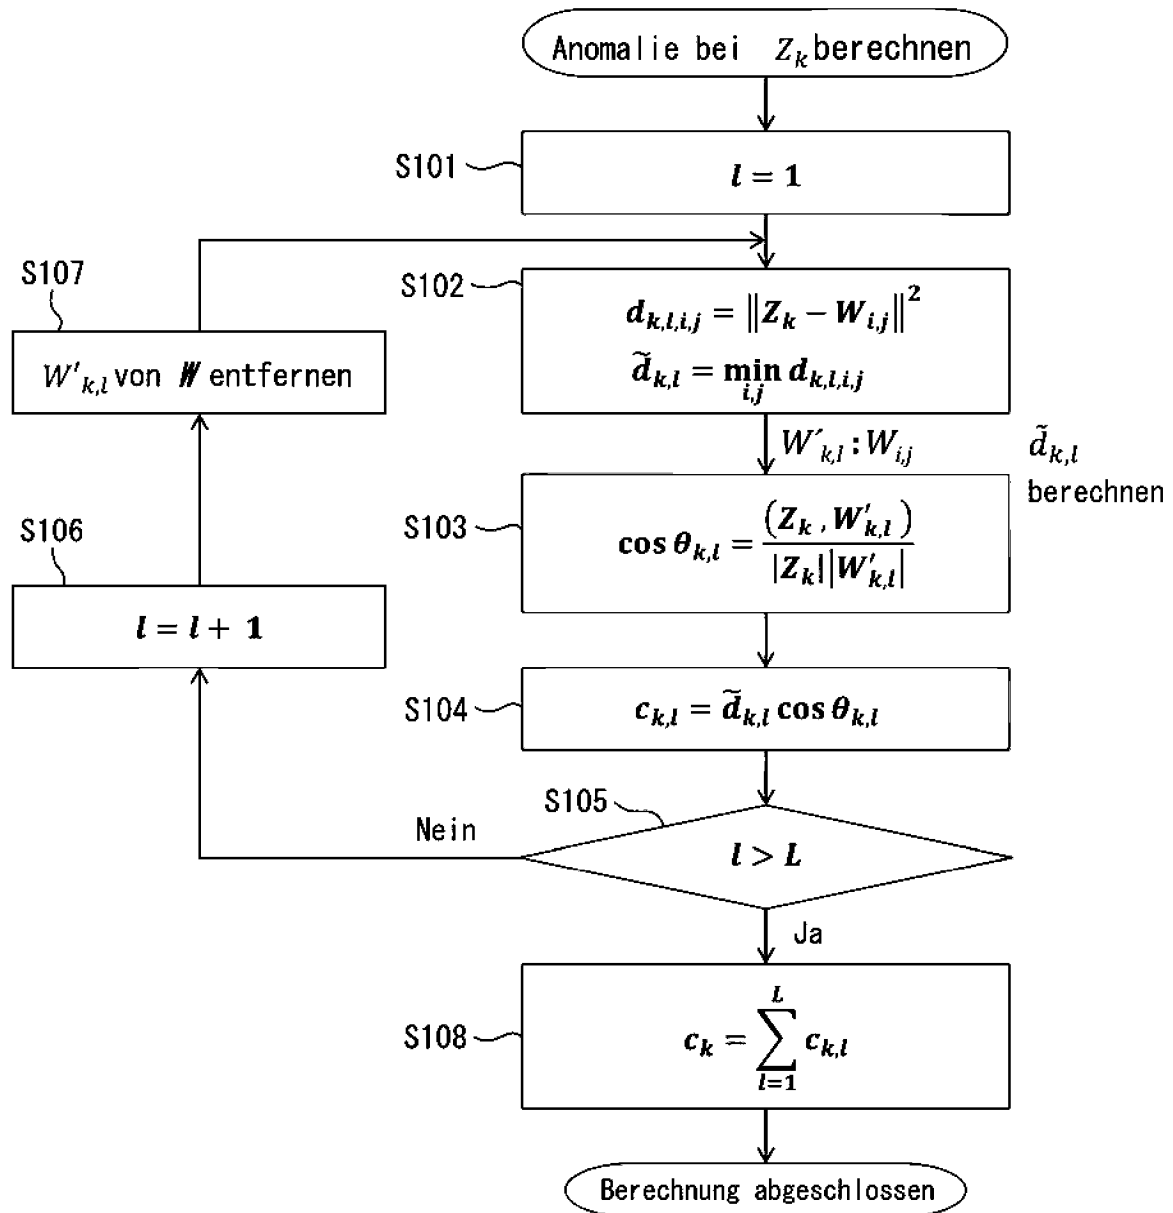 Anomalie bei Z_k berechnen
S101
l = 1
S107
W'_{k,l} von W entfernen
S102
d_{k,l,i,j} = ‖Z_k − W_{i,j}‖^2
d̃_{k,l} = min_{i,j} d_{k,l,i,j}
W'_{k,l} : W_{i,j}
d̃_{k,l}
berechnen
S103
cos θ_{k,l} = (Z_k , W'_{k,l}) / |Z_k||W'_{k,l}|
S106
l = l + 1
S104
c_{k,l} = d̃_{k,l} cos θ_{k,l}
S105
Nein
l > L
Ja
S108
c_k = ∑_{l=1}^{L} c_{k,l}
Berechnung abgeschlossen